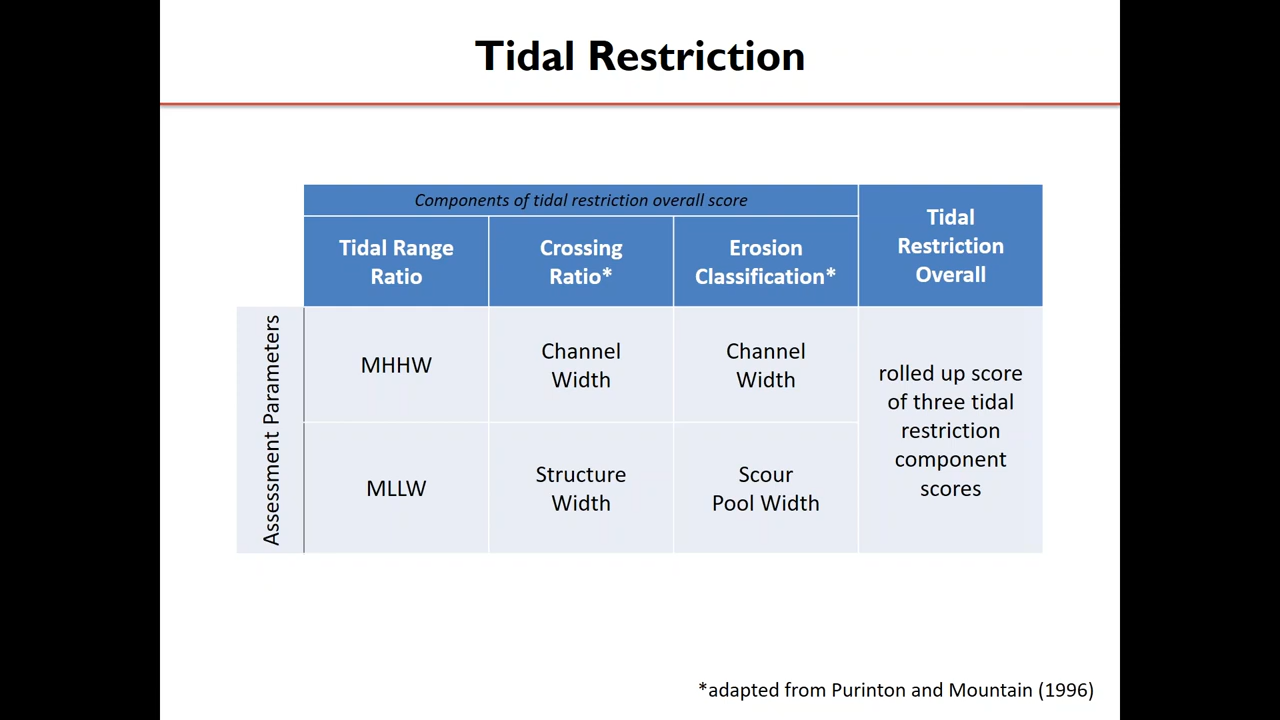 Tidal Restriction
Components of tidal restriction overall score
Tidal Range
Ratio
Crossing
Ratio*
Erosion
Classification*
Tidal
Restriction
Overall
Assessment Parameters
MHHW
Channel
Width
Channel
Width
MLLW
Structure
Width
Scour
Pool Width
rolled up score
of three tidal
restriction
component
scores
*adapted from Purinton and Mountain (1996)